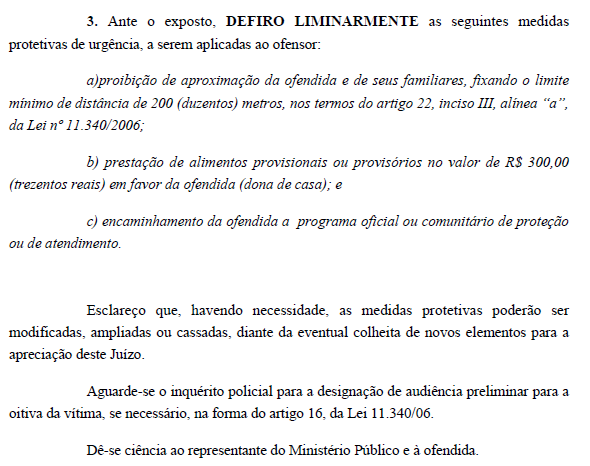 3. Ante o exposto, DEFIRO LIMINARMENTE as seguintes medidas
protetivas de urgência, a serem aplicadas ao ofensor:
a)proibição de aproximação da ofendida e de seus familiares, fixando o limite
mínimo de distância de 200 (duzentos) metros, nos termos do artigo 22, inciso III, alínea “a”,
da Lei nº 11.340/2006;
b) prestação de alimentos provisionais ou provisórios no valor de R$ 300,00
(trezentos reais) em favor da ofendida (dona de casa); e
c) encaminhamento da ofendida a programa oficial ou comunitário de proteção
ou de atendimento.
Esclareço que, havendo necessidade, as medidas protetivas poderão ser
modificadas, ampliadas ou cassadas, diante da eventual colheita de novos elementos para a
apreciação deste Juízo.
Aguarde-se o inquérito policial para a designação de audiência preliminar para a
oitiva da vítima, se necessário, na forma do artigo 16, da Lei 11.340/06.
Dê-se ciência ao representante do Ministério Público e à ofendida.